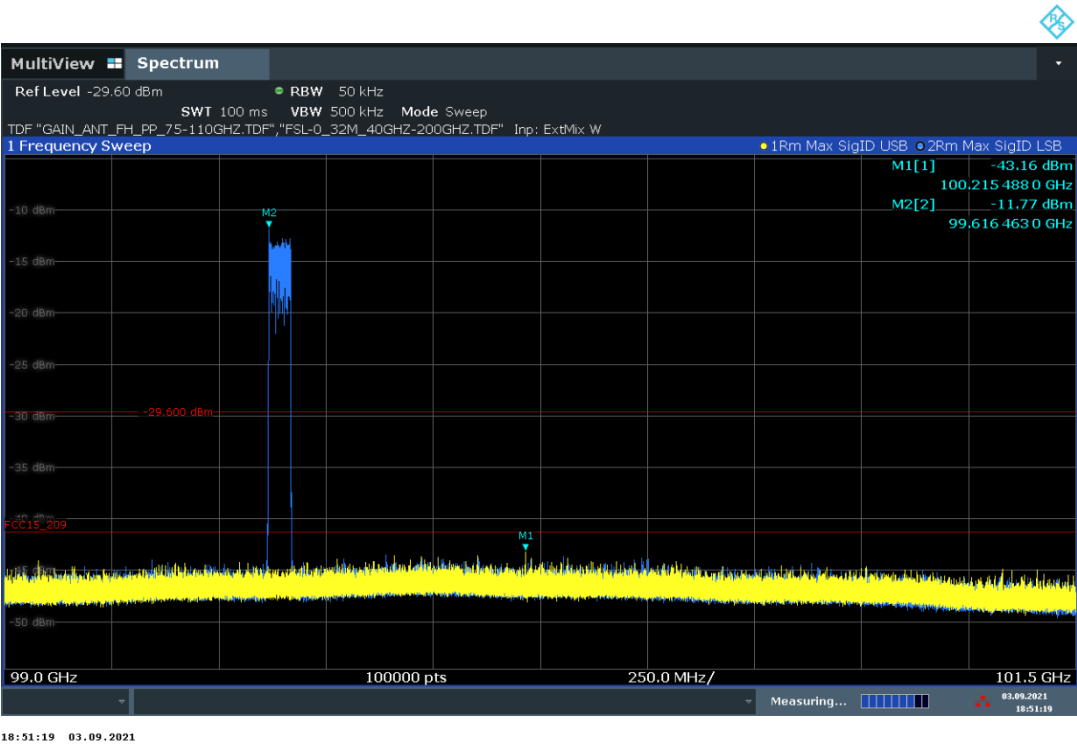 R&S
MultiView Spectrum
Ref Level -29.60 dBm RBW 50 kHz
SWT 100 ms VBW 500 kHz Mode Sweep
TDF "GAIN_ANT_FH_PP_75-110GHZ.TDF","FSL-0_32M_40GHZ-200GHZ.TDF" Inp: ExtMix W
1 Frequency Sweep 1Rm Max SigID USB 2Rm Max SigID LSB
M1[1] -43.16 dBm
100.215 488 0 GHz
M2[2] -11.77 dBm
99.616 463 0 GHz
-10 dBm
M2
-15 dBm
-20 dBm
-25 dBm
-29.600 dBm
-30 dBm
-35 dBm
-40 dBm
FCC15_209
M1
-45 dBm
-50 dBm
99.0 GHz 100000 pts 250.0 MHz/ 101.5 GHz
Measuring... 03.09.2021
18:51:19
18:51:19 03.09.2021